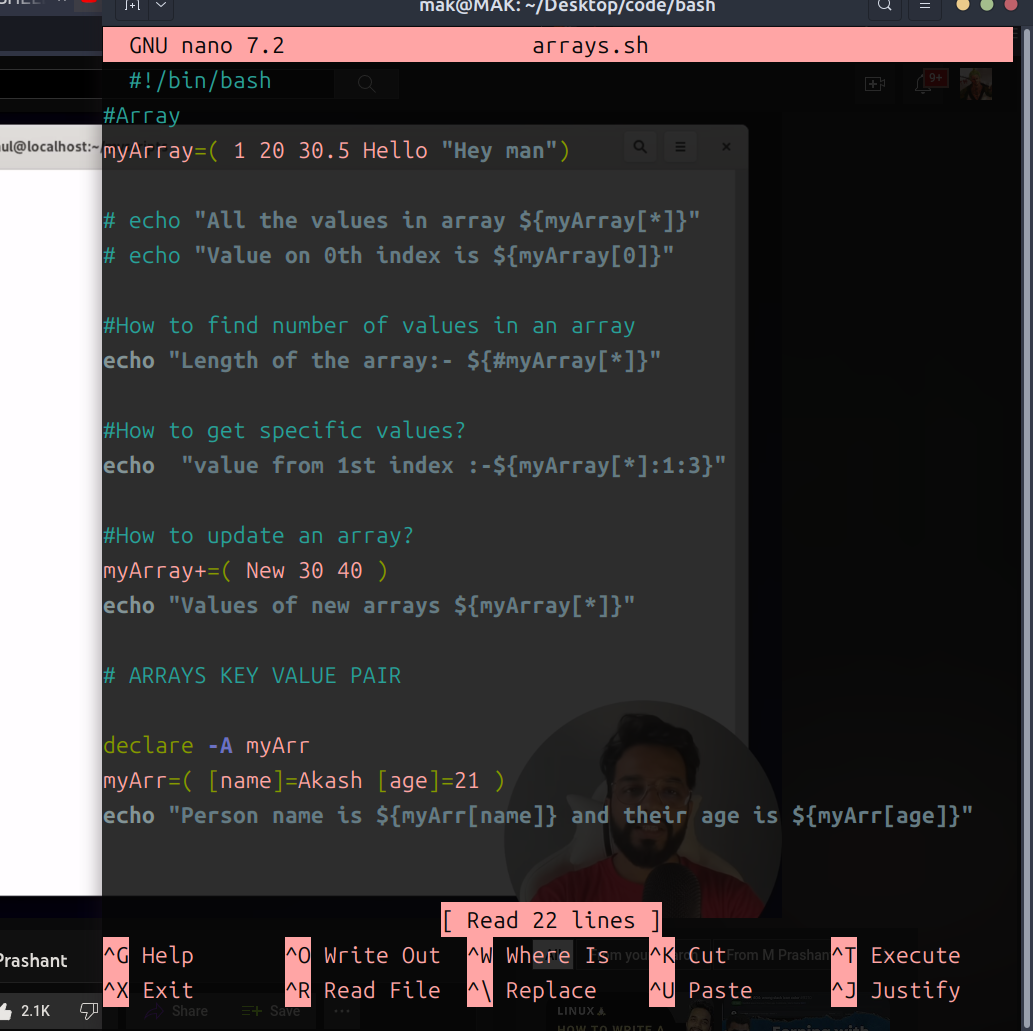 mak@MAK: ~/Desktop/code/bash
GNU nano 7.2 arrays.sh
#!/bin/bash
9+
#Array
aul@localhost:~/
myArray=( 1 20 30.5 Hello "Hey man")
# echo "All the values in array ${myArray[*]}"
# echo "Value on 0th index is ${myArray[0]}"
#How to find number of values in an array
echo "Length of the array:- ${#myArray[*]}"
#How to get specific values?
echo  "value from 1st index :-${myArray[*]:1:3}"
#How to update an array?
myArray+=( New 30 40 )
echo "Values of new arrays ${myArray[*]}"
# ARRAYS KEY VALUE PAIR
declare -A myArr
myArr=( [name]=Akash [age]=21 )
echo "Person name is ${myArr[name]} and their age is ${myArr[age]}"
[ Read 22 lines ]
^G Help ^O Write Out ^W Where Is ^K Cut ^T Execute
^X Exit ^R Read File ^\ Replace ^U Paste ^J Justify
Prashant
From M Prashan
2.1K
Share
Save
LINUX
HOW TO WRITE A
Earning with